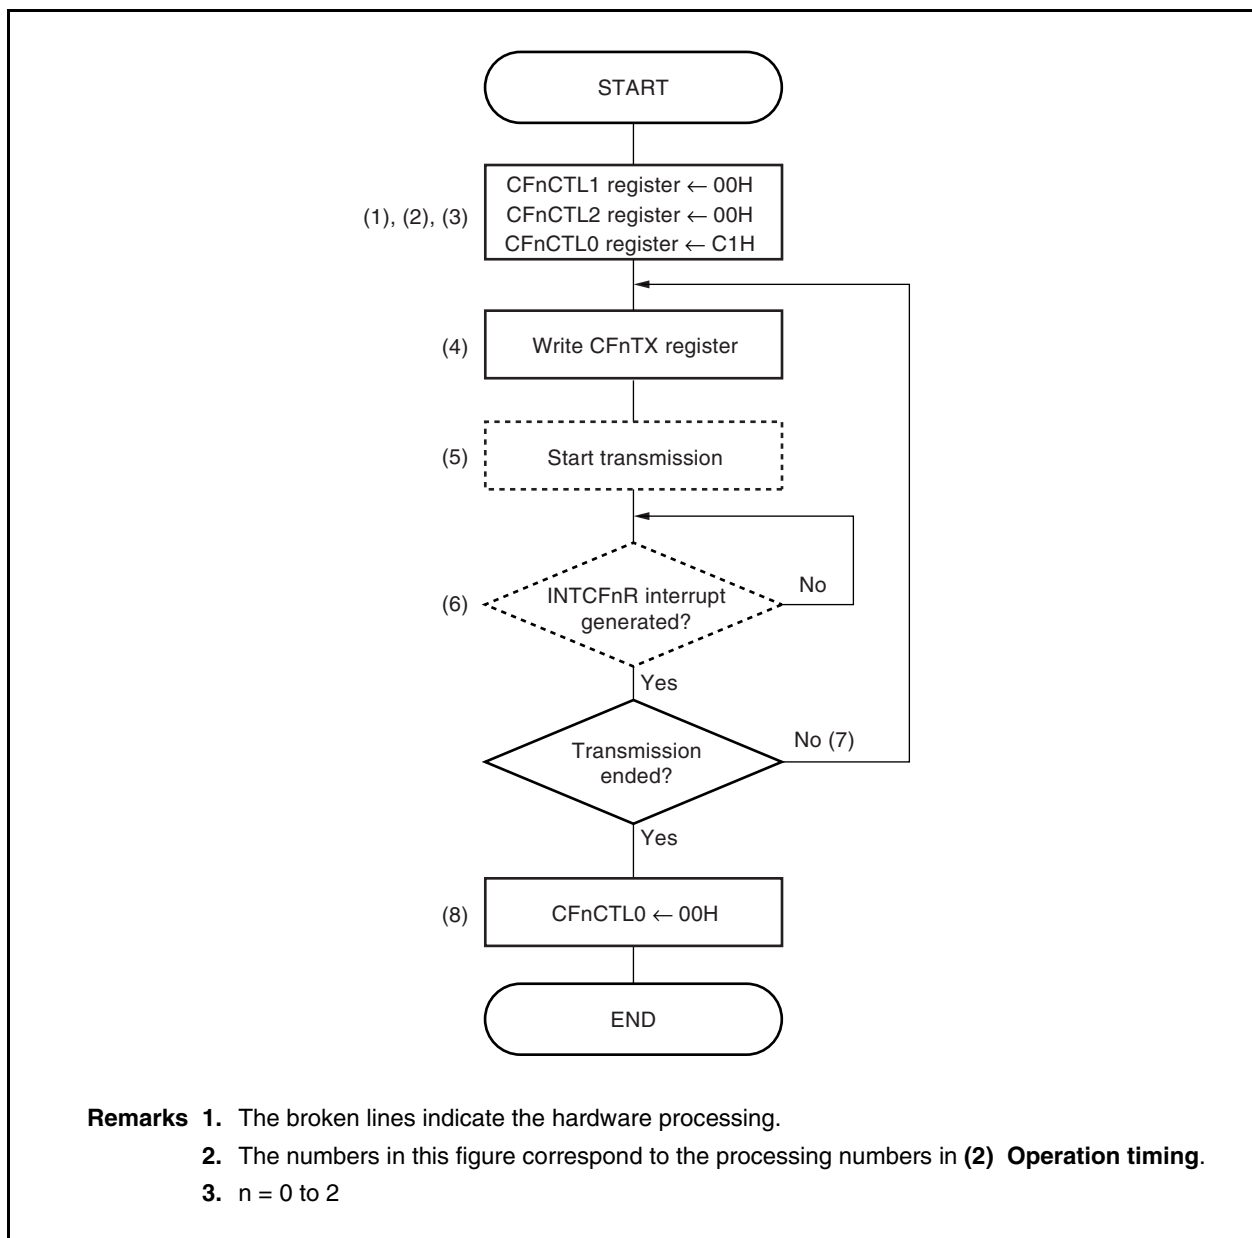 START
(1), (2), (3)
CFnCTL1 register ← 00H
CFnCTL2 register ← 00H
CFnCTL0 register ← C1H
(4)
Write CFnTX register
(5)
Start transmission
(6)
INTCFnR interrupt
generated?
No
Yes
Transmission
ended?
No (7)
Yes
(8)
CFnCTL0 ← 00H
END
Remarks 1. The broken lines indicate the hardware processing.
2. The numbers in this figure correspond to the processing numbers in (2) Operation timing.
3. n = 0 to 2